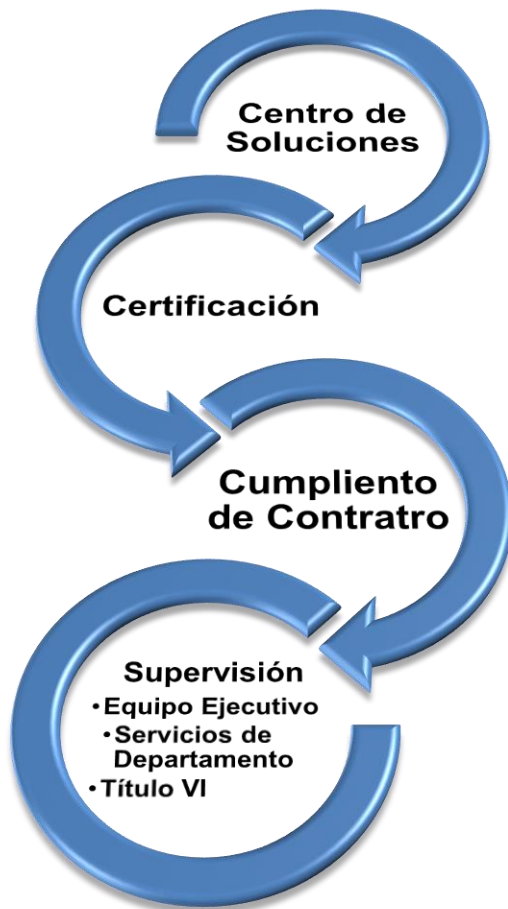 Centro de
Soluciones
Certificación
Cumpliento
de Contratro
Supervisión
•Equipo Ejecutivo
•Servicios de
Departamento
•Título VI